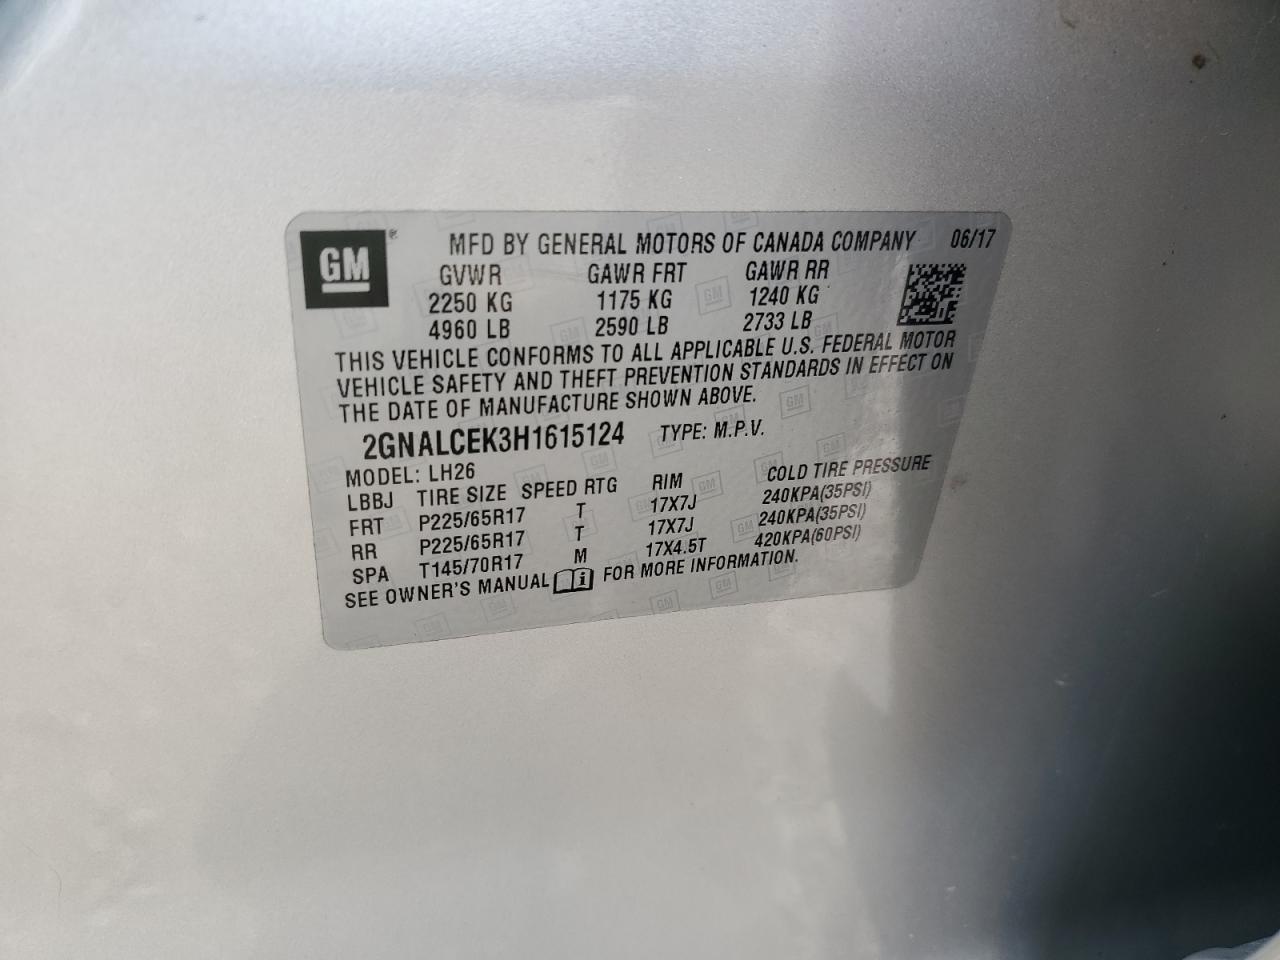 GM ® MFD BY GENERAL MOTORS OF CANADA COMPANY 06/17
GVWR GAWR FRT GAWR RR
2250 KG 1175 KG 1240 KG
4960 LB 2590 LB 2733 LB
THIS VEHICLE CONFORMS TO ALL APPLICABLE U.S. FEDERAL MOTOR
VEHICLE SAFETY AND THEFT PREVENTION STANDARDS IN EFFECT ON
THE DATE OF MANUFACTURE SHOWN ABOVE.
2GNALCEK3H1615124 TYPE: M.P.V.
MODEL: LH26
LBBJ TIRE SIZE SPEED RTG RIM COLD TIRE PRESSURE
FRT P225/65R17 T 17X7J 240KPA(35PSI)
RR P225/65R17 T 17X7J 240KPA(35PSI)
SPA T145/70R17 M 17X4.5T 420KPA(60PSI)
SEE OWNER'S MANUAL i FOR MORE INFORMATION.